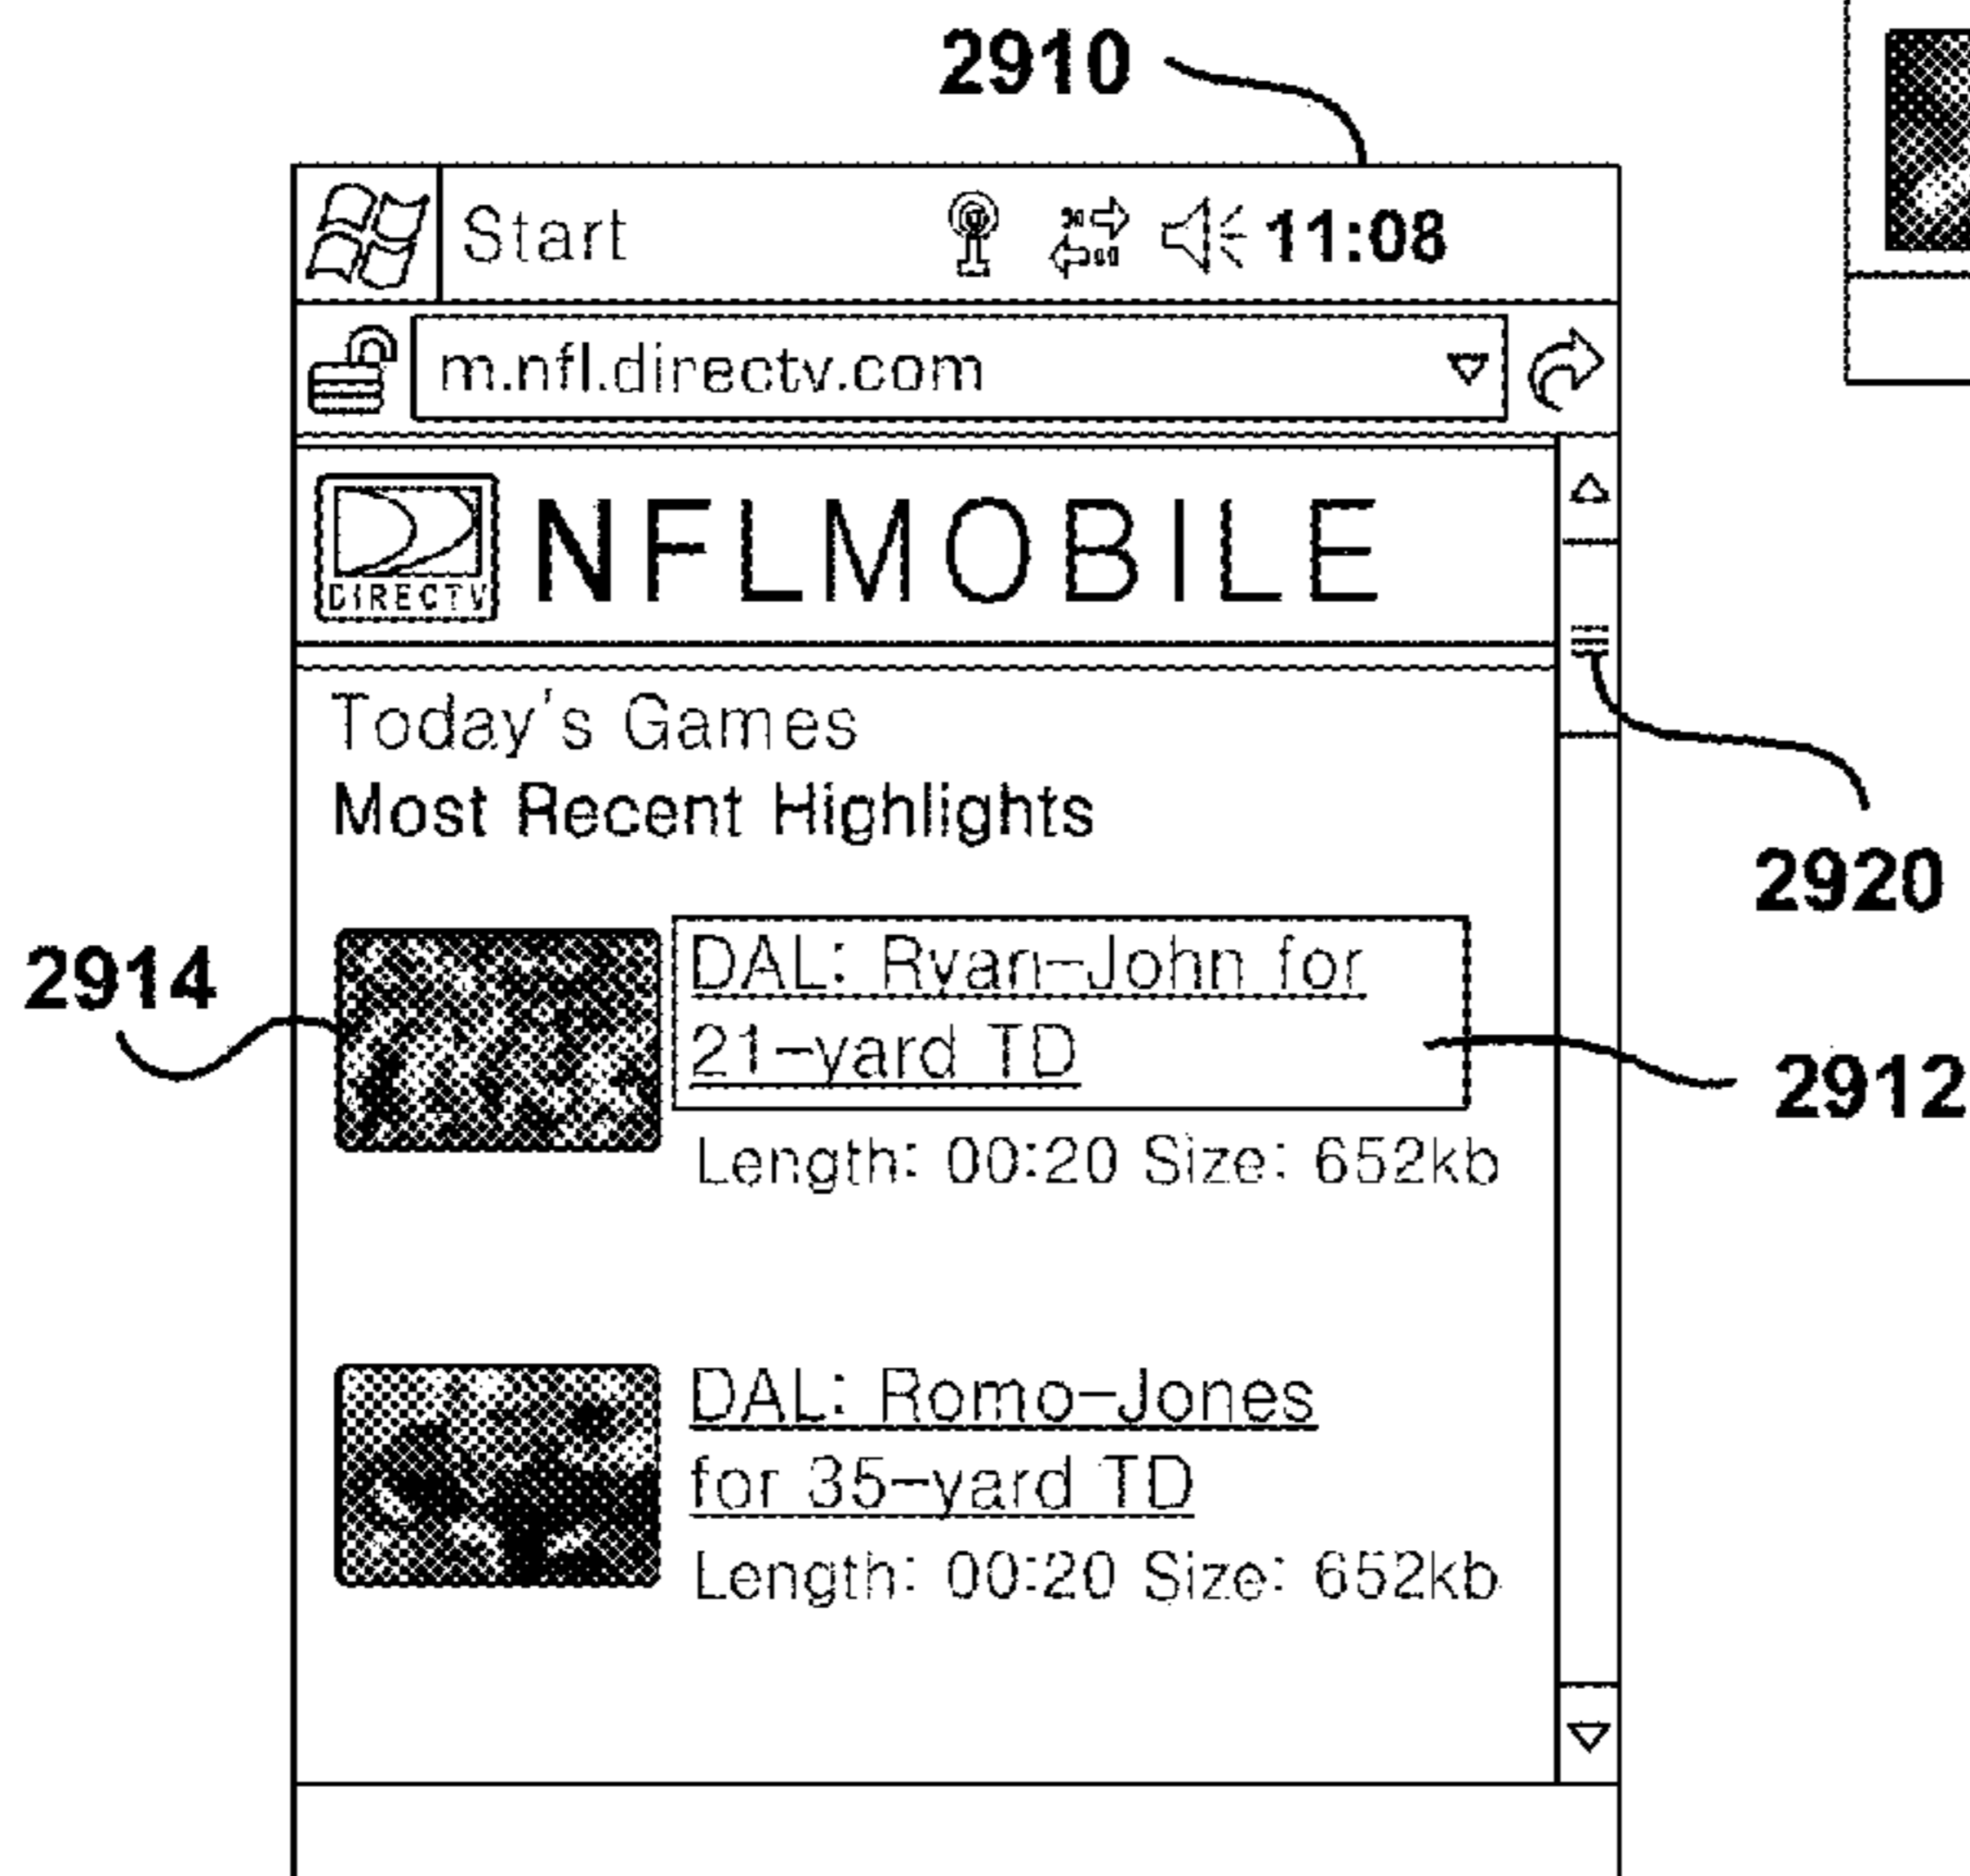 2910
Start 11:08
m.nfl.directv.com
DIRECTV NFLMOBILE
Today's Games
Most Recent Highlights
2920
2914
DAL: Ryan-John for
21-yard TD
2912
Length: 00:20 Size: 652kb
DAL: Romo-Jones
for 35-yard TD
Length: 00:20 Size: 652kb